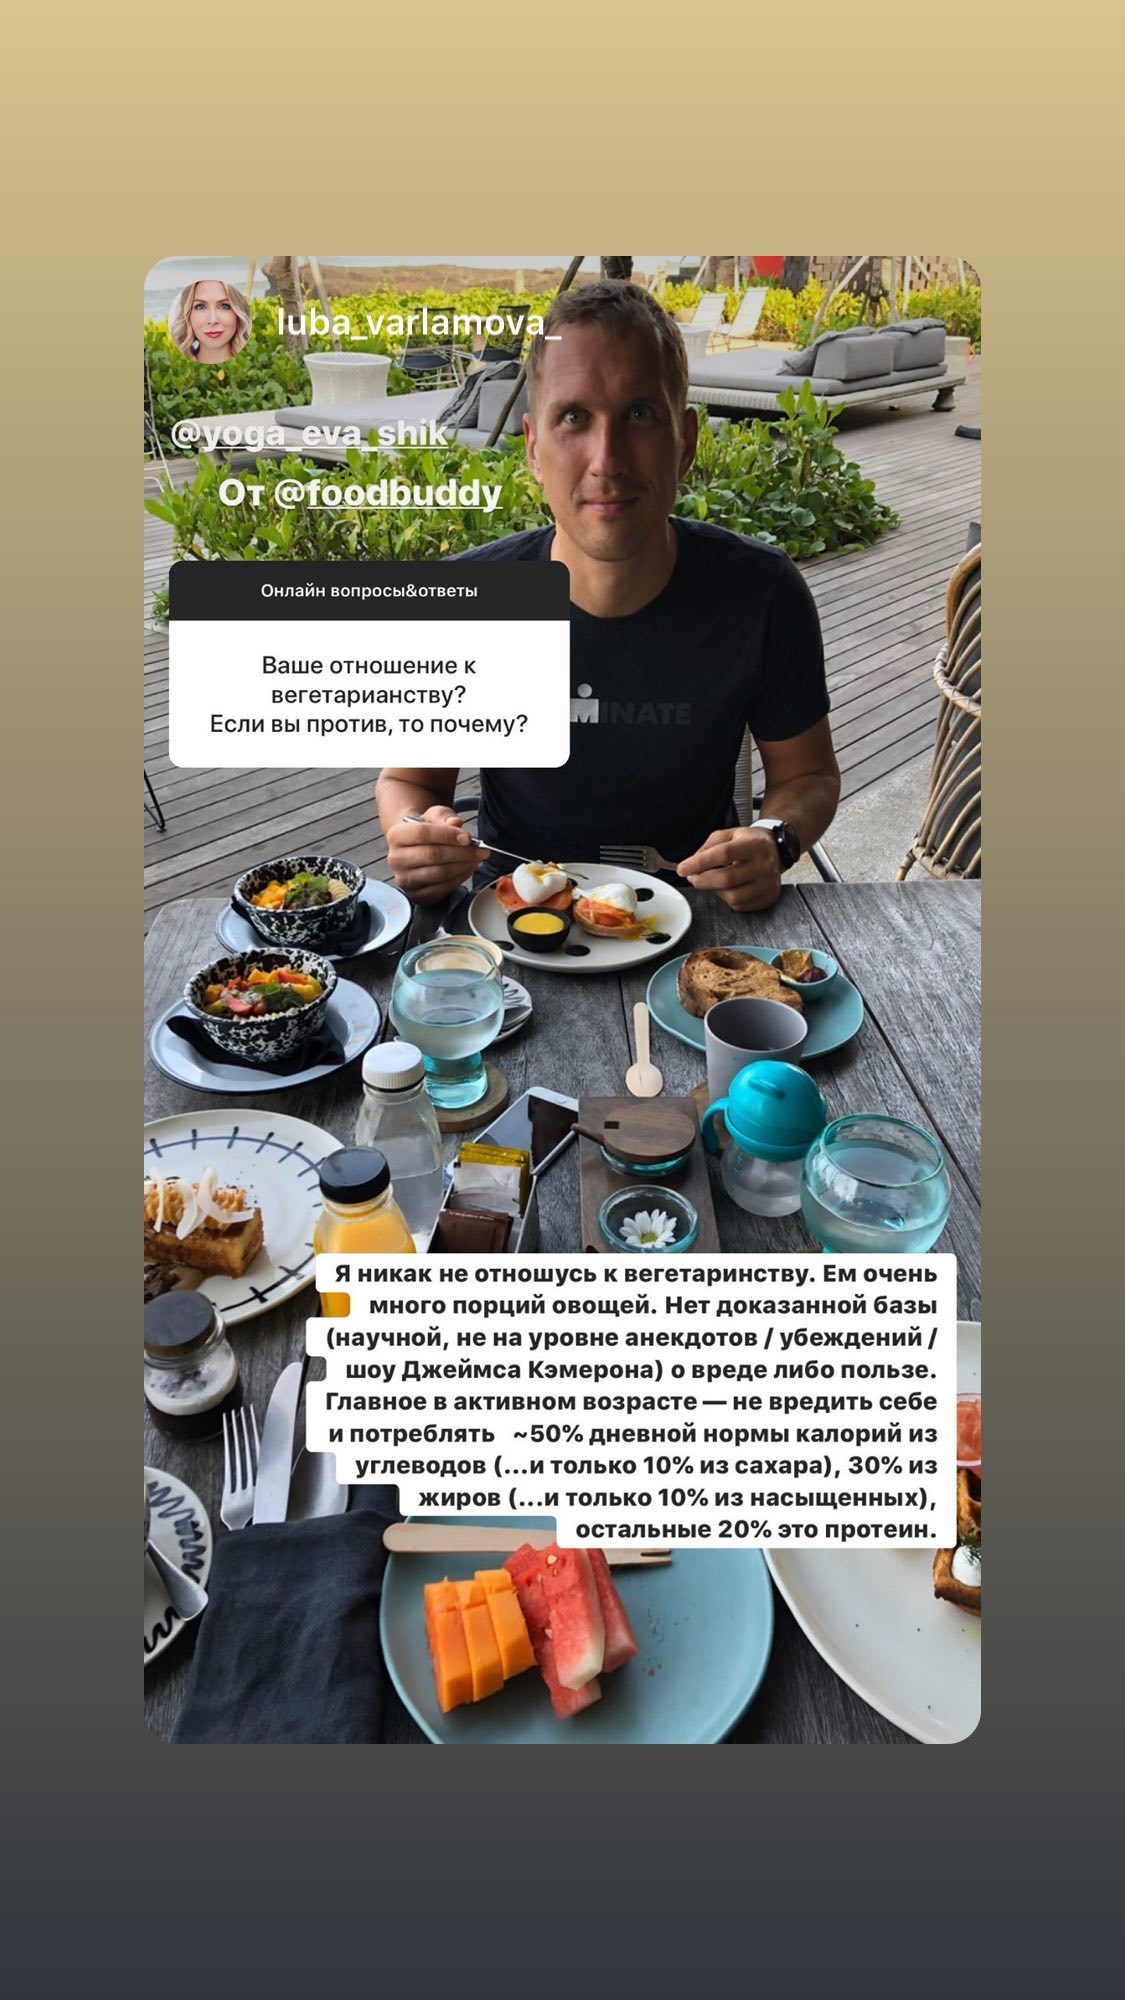 luba_varlamova_
@yoga_eva_shik
От @foodbuddy
Онлайн вопросы&ответы
Ваше отношение к
вегетарианству?
Если вы против, то почему?
MINATE
Я никак не отношусь к вегетаринству. Ем очень
много порций овощей. Нет доказанной базы
(научной, не на уровне анекдотов / убеждений /
шоу Джеймса Кэмерона) о вреде либо пользе.
Главное в активном возрасте — не вредить себе
и потреблять ~50% дневной нормы калорий из
углеводов (...и только 10% из сахара), 30% из
жиров (...и только 10% из насыщенных),
остальные 20% это протеин.